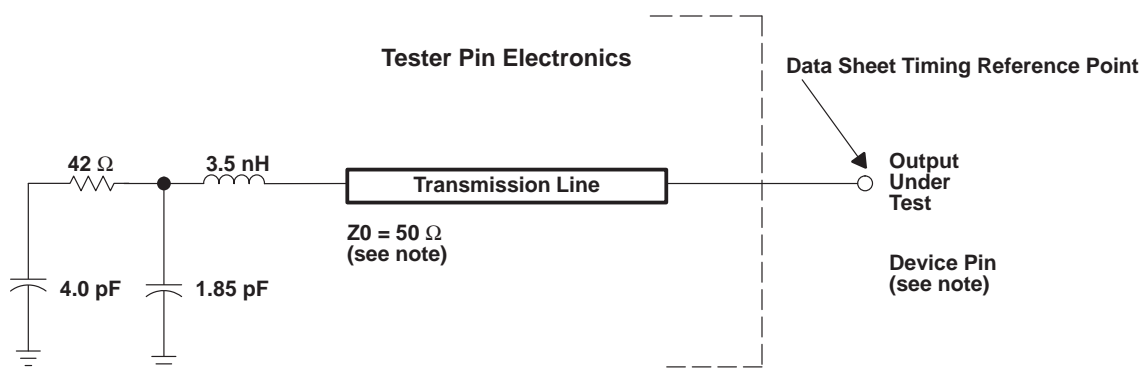 Tester Pin Electronics
Data Sheet Timing Reference Point
42 Ω
3.5 nH
Transmission Line
Output
Under
Test
Z0 = 50 Ω
(see note)
Device Pin
(see note)
4.0 pF
1.85 pF